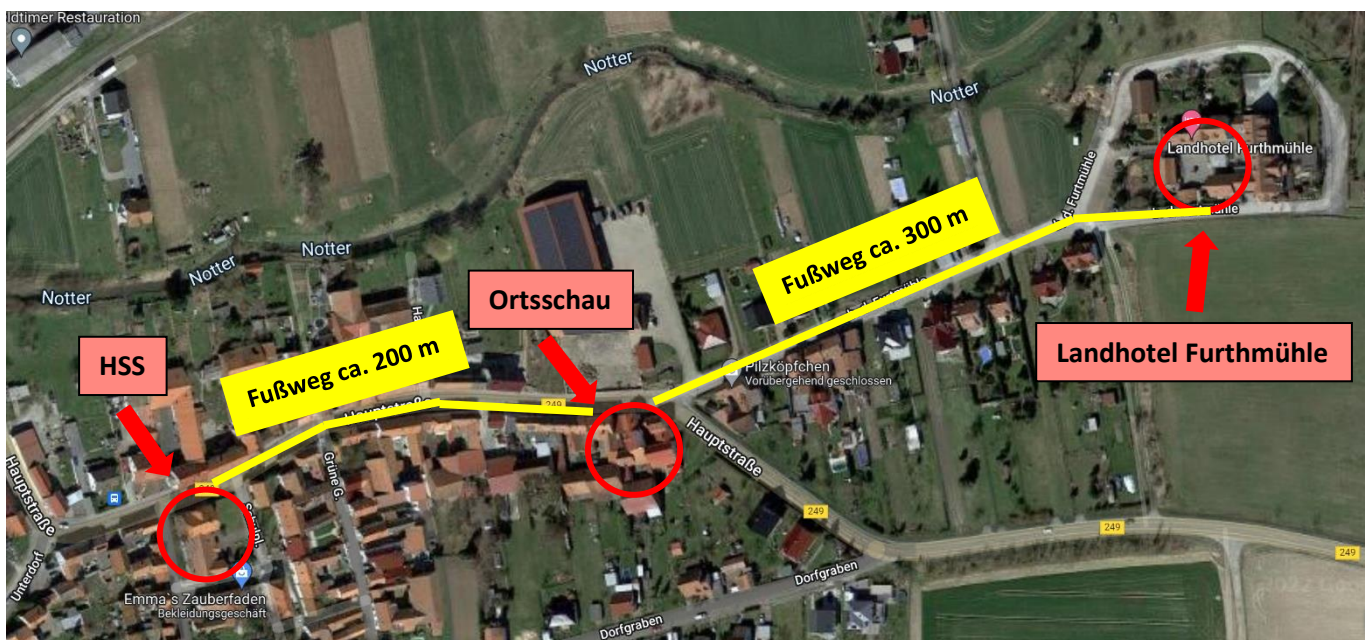 ldtimer Restauration
Notter
Notter
Notter
Notter
Notter
Landhotel Furthmühle
Fußweg ca. 300 m
Ortsschau
Landhotel Furthmühle
HSS
Fußweg ca. 200 m
Pilzköpfchen
Vorübergehend geschlossen
249
Hauptstraße
Hauptstraße
Hauptstraße
Grüne G.
Unterdorf
249
249
249
Emma`s Zauberfaden
Bekleidungsgeschäft
Dorfgraben
Dorfgraben